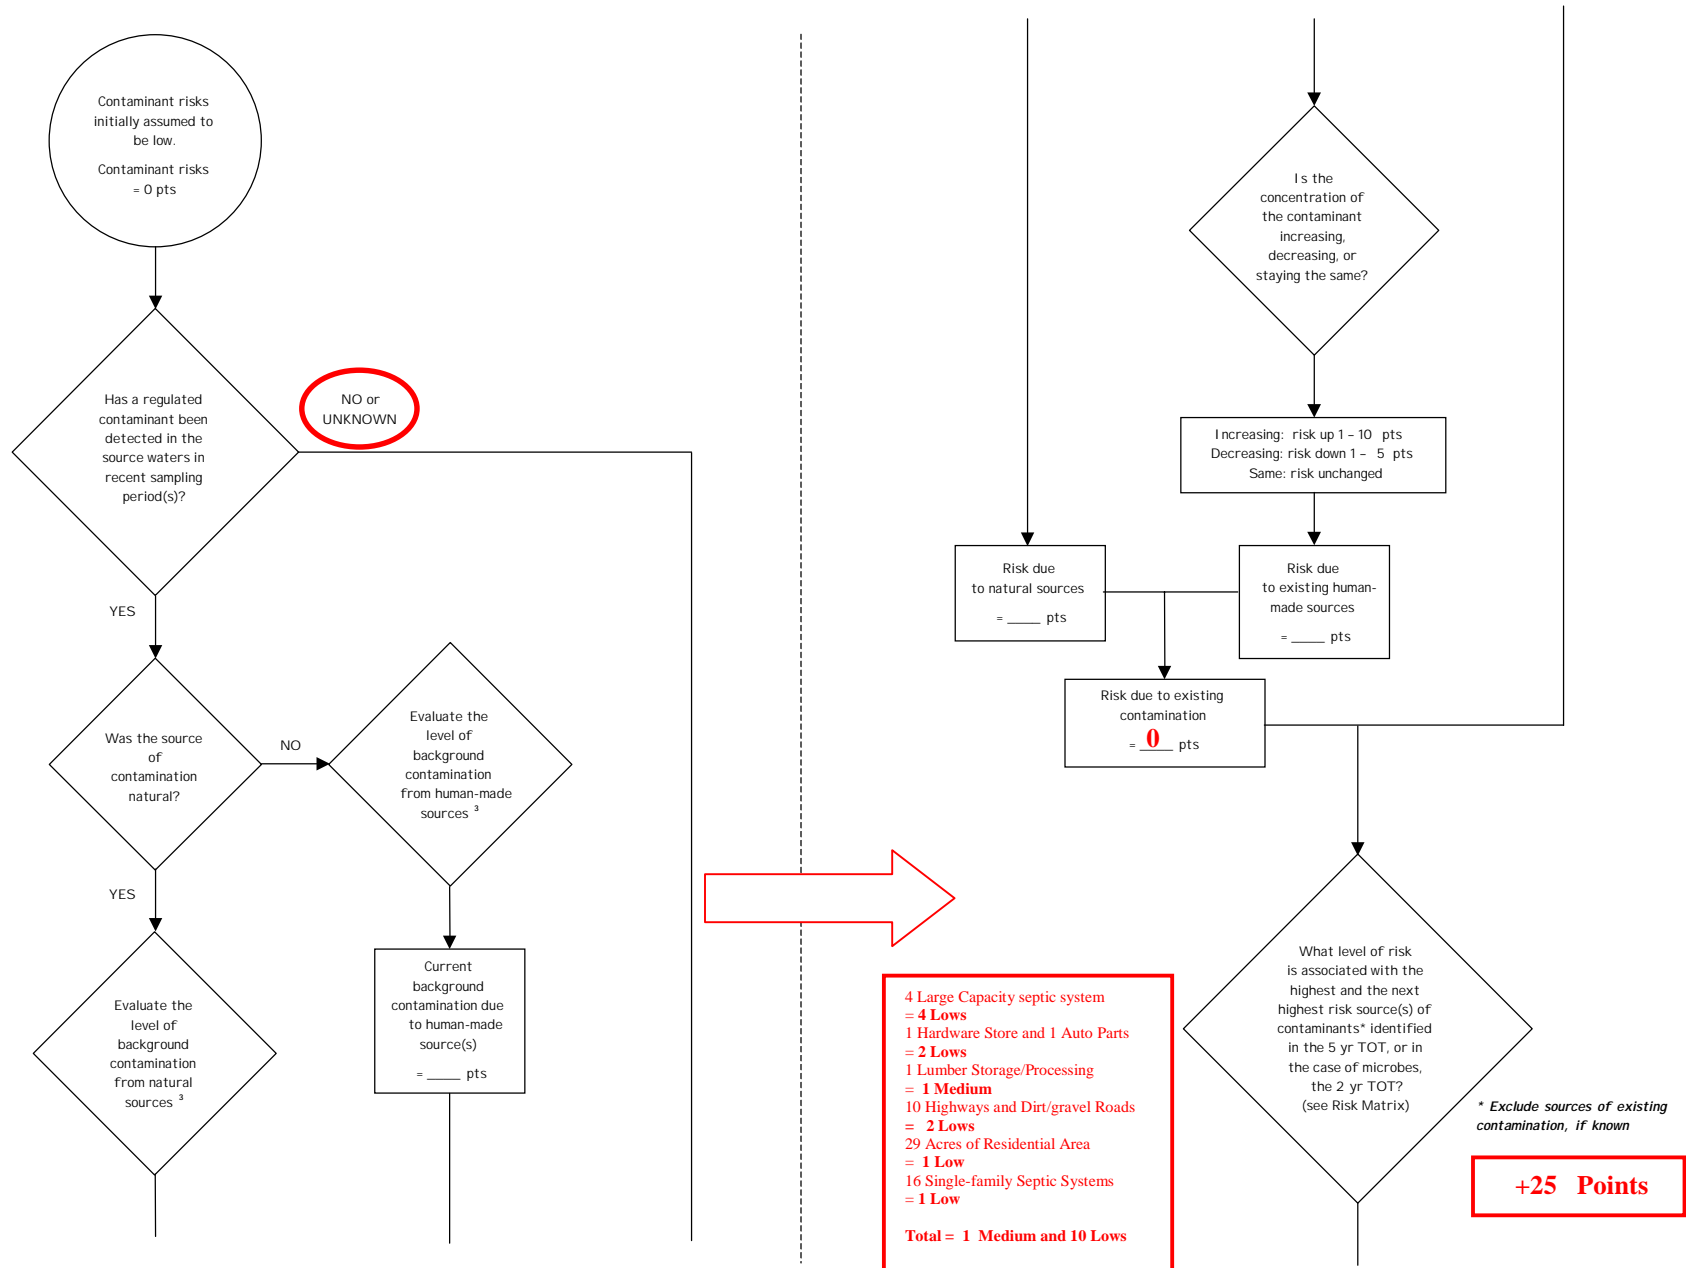 Contaminant risks
initially assumed to
be low.
Contaminant risks
= 0 pts
Has a regulated
contaminant been
detected in the
source waters in
recent sampling
period(s)?
NO or
UNKNOWN
YES
Was the source
of
contamination
natural?
NO
Evaluate the
level of
background
contamination
from human-made
sources ³
YES
Evaluate the
level of
background
contamination
from natural
sources ³
Current
background
contamination due
to human-made
source(s)
= _____ pts
Is the
concentration of
the contaminant
increasing,
decreasing, or
staying the same?
Increasing: risk up 1 – 10 pts
Decreasing: risk down 1 – 5 pts
Same: risk unchanged
Risk due
to natural sources
= _____ pts
Risk due
to existing human-
made sources
= _____ pts
Risk due to existing
contamination
= __0__ pts
4 Large Capacity septic system
= 4 Lows
1 Hardware Store and 1 Auto Parts
= 2 Lows
1 Lumber Storage/Processing
= 1 Medium
10 Highways and Dirt/gravel Roads
= 2 Lows
29 Acres of Residential Area
= 1 Low
16 Single-family Septic Systems
= 1 Low
Total = 1 Medium and 10 Lows
What level of risk
is associated with the
highest and the next
highest risk source(s) of
contaminants* identified
in the 5 yr TOT, or in
the case of microbes,
the 2 yr TOT?
(see Risk Matrix)
* Exclude sources of existing
contamination, if known
+25 Points